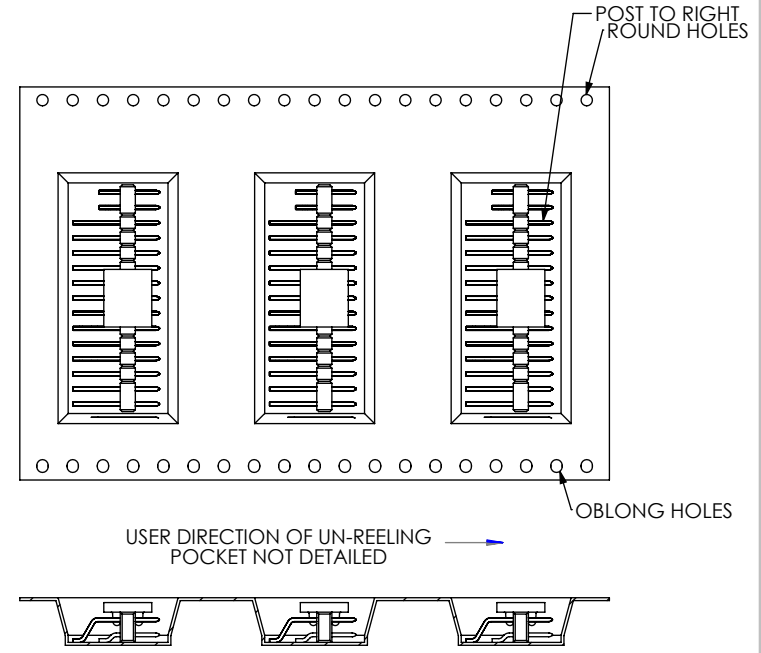 POST TO RIGHT
ROUND HOLES
OBLONG HOLES
USER DIRECTION OF UN-REELING
POCKET NOT DETAILED